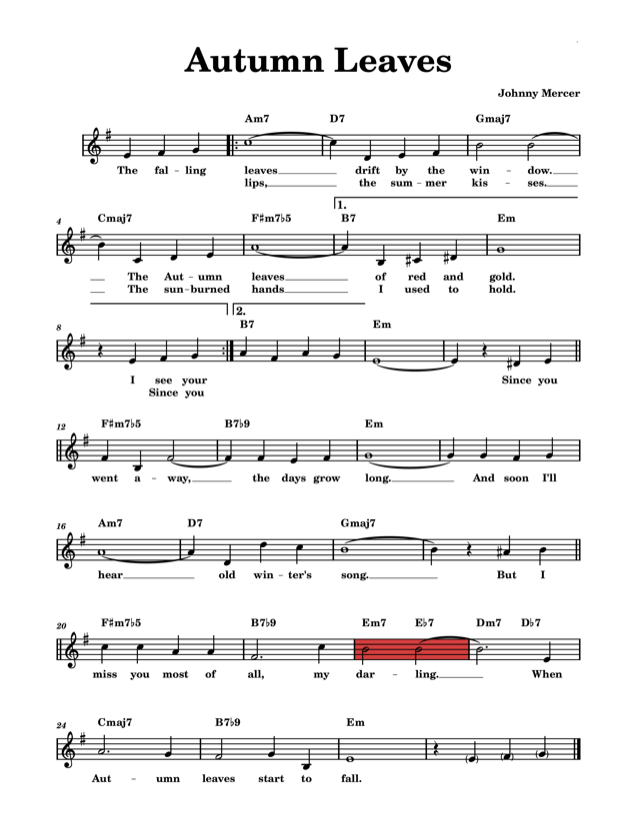 Autumn Leaves
Johnny Mercer
Am7 D7 Gmaj7
The fal - ling leaves drift by the win - dow.
lips, the sum - mer kis - ses.
1.
4 Cmaj7 F♯m7♭5 B7 Em
The Aut - umn leaves of red and gold.
The sun - burned hands I used to hold.
2.
8 B7 Em
I see your Since you
Since you
12 F♯m7♭5 B7♭9 Em
went a - way, the days grow long. And soon I'll
16 Am7 D7 Gmaj7
hear old win - ter's song. But I
20 F♯m7♭5 B7♭9 Em7 E♭7 Dm7 D♭7
miss you most of all, my dar - ling. When
24 Cmaj7 B7♭9 Em
Aut - umn leaves start to fall.